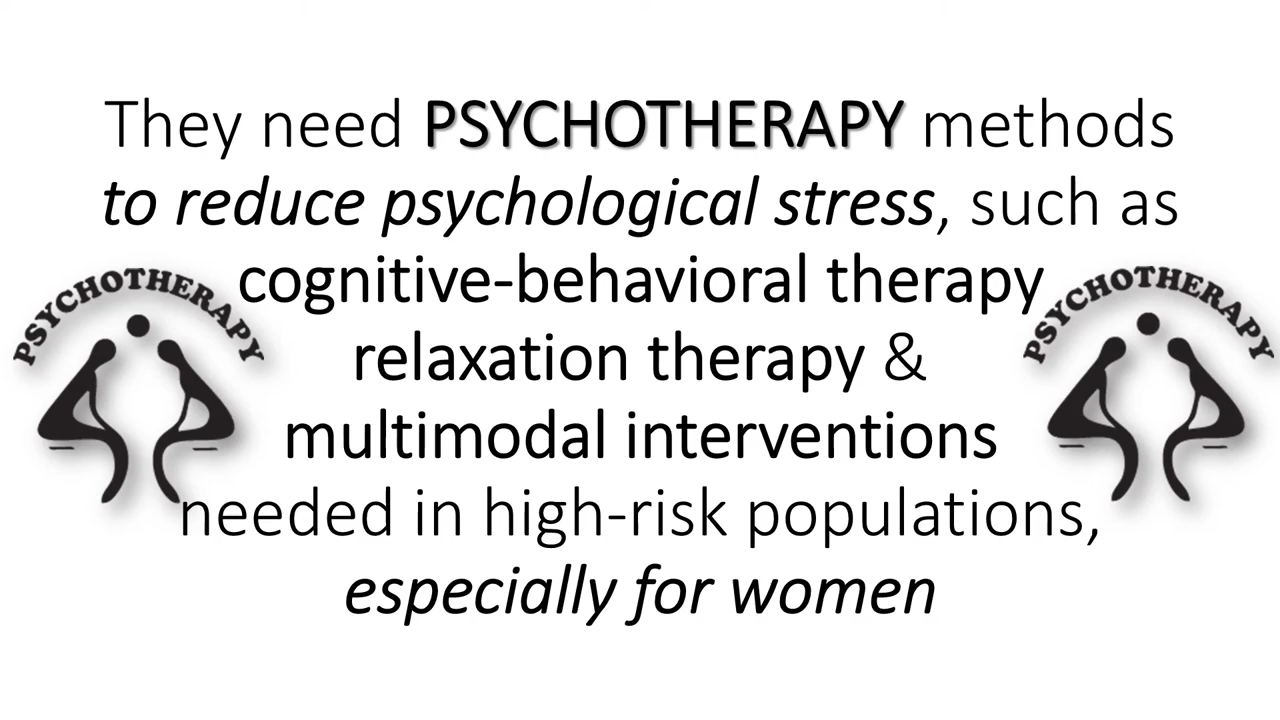 They need PSYCHOTHERAPY methods
to reduce psychological stress, such as
cognitive-behavioral therapy
relaxation therapy &
multimodal interventions
needed in high-risk populations,
especially for women
PSYCHOTHERAPY
PSYCHOTHERAPY